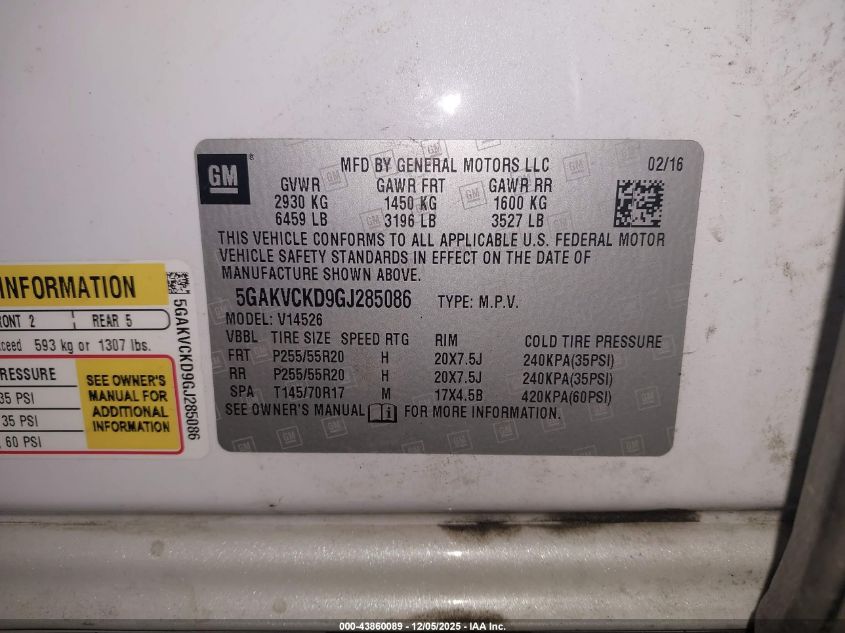 GM ® MFD BY GENERAL MOTORS LLC 02/16
GVWR GAWR FRT GAWR RR
2930 KG 1450 KG 1600 KG
6459 LB 3196 LB 3527 LB
THIS VEHICLE CONFORMS TO ALL APPLICABLE U.S. FEDERAL MOTOR
VEHICLE SAFETY STANDARDS IN EFFECT ON THE DATE OF
MANUFACTURE SHOWN ABOVE.
5GAKVCKD9GJ285086 TYPE: M.P.V.
MODEL: V14526
VBBL TIRE SIZE SPEED RTG RIM COLD TIRE PRESSURE
FRT P255/55R20 H 20X7.5J 240KPA(35PSI)
RR P255/55R20 H 20X7.5J 240KPA(35PSI)
SPA T145/70R17 M 17X4.5B 420KPA(60PSI)
SEE OWNER'S MANUAL FOR MORE INFORMATION.
INFORMATION
RONT 2 REAR 5
xceed 593 kg or 1307 lbs.
RESSURE
35 PSI
35 PSI
60 PSI
SEE OWNER'S
MANUAL FOR
ADDITIONAL
INFORMATION
5GAKVCKD9GJ285086
000-43860089 - 12/05/2025 - IAA Inc.